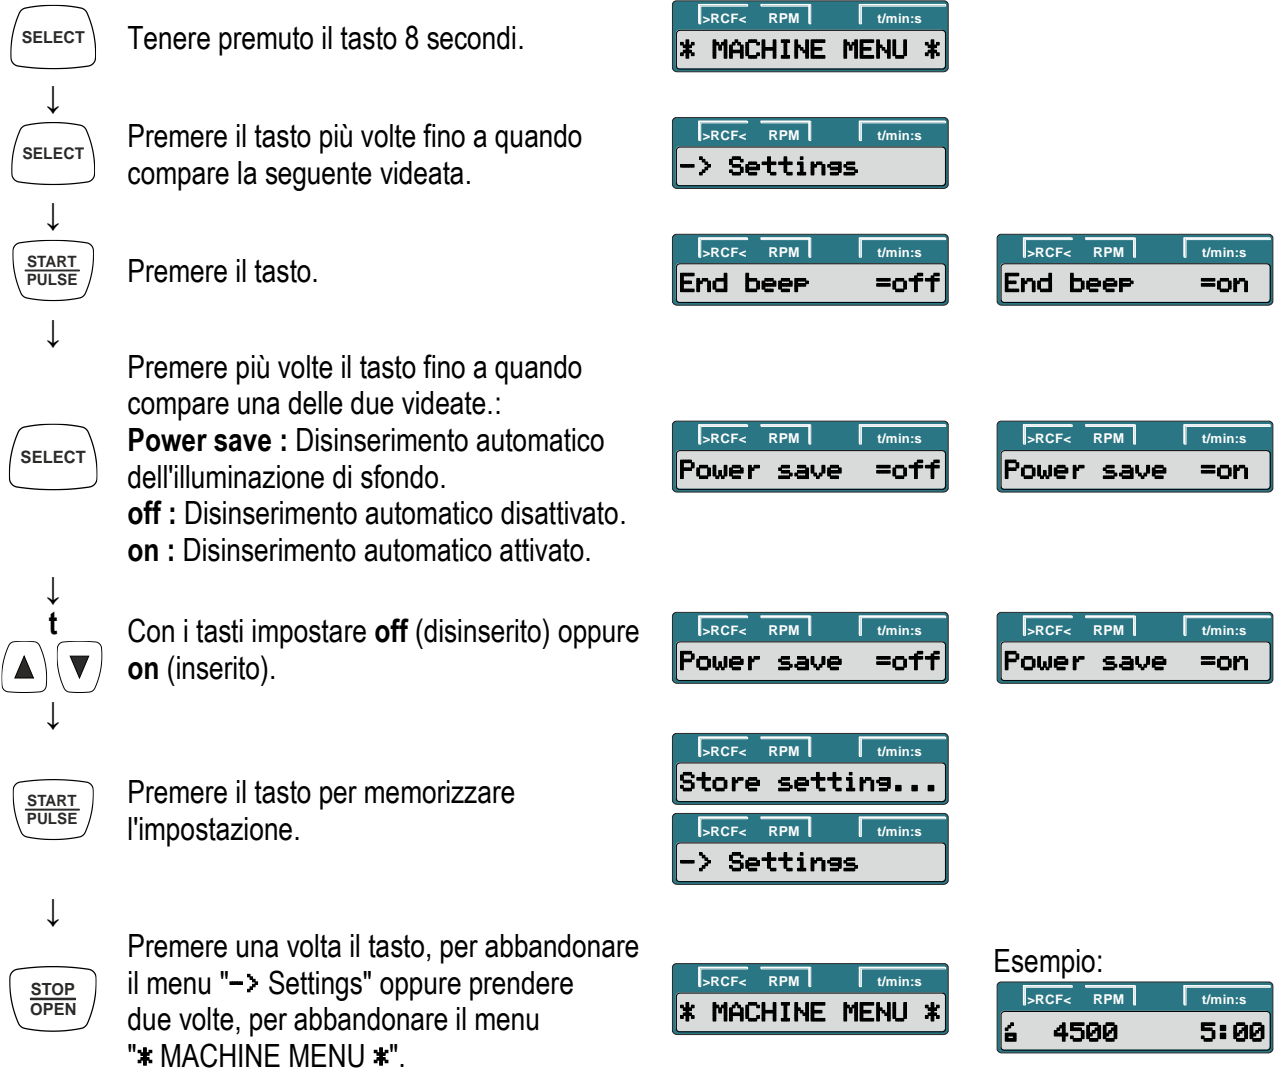 SELECT
Tenere premuto il tasto 8 secondi.
>RCF< RPM t/min:s
* MACHINE MENU *
↓
SELECT
Premere il tasto più volte fino a quando
compare la seguente videata.
>RCF< RPM t/min:s
-> Settings
↓
START
PULSE
Premere il tasto.
>RCF< RPM t/min:s
End beep =off
>RCF< RPM t/min:s
End beep =on
↓
SELECT
Premere più volte il tasto fino a quando
compare una delle due videate.:
Power save : Disinserimento automatico
dell'illuminazione di sfondo.
off : Disinserimento automatico disattivato.
on : Disinserimento automatico attivato.
>RCF< RPM t/min:s
Power save =off
>RCF< RPM t/min:s
Power save =on
↓
t
▲ ▼
Con i tasti impostare off (disinserito) oppure
on (inserito).
>RCF< RPM t/min:s
Power save =off
>RCF< RPM t/min:s
Power save =on
↓
START
PULSE
Premere il tasto per memorizzare
l'impostazione.
>RCF< RPM t/min:s
Store setting...
>RCF< RPM t/min:s
-> Settings
↓
STOP
OPEN
Premere una volta il tasto, per abbandonare
il menu "-> Settings" oppure prendere
due volte, per abbandonare il menu
"* MACHINE MENU *".
>RCF< RPM t/min:s
* MACHINE MENU *
Esempio:
>RCF< RPM t/min:s
4500 5:00